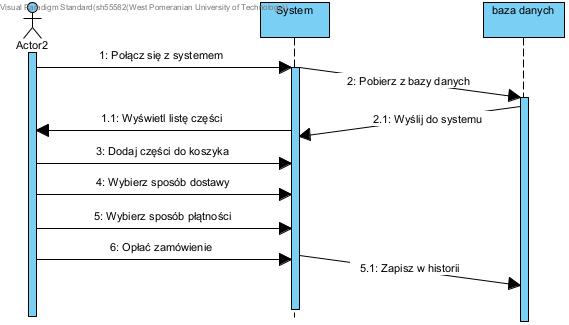 Visual Paradigm Standard(sh55582(West Pomeranian University of Technology))
System
baza danych
Actor2
1: Połącz się z systemem
2: Pobierz z bazy danych
1.1: Wyświetl listę części
2.1: Wyślij do systemu
3: Dodaj części do koszyka
4: Wybierz sposób dostawy
5: Wybierz sposób płątności
6: Opłać zamówienie
5.1: Zapisz w historii